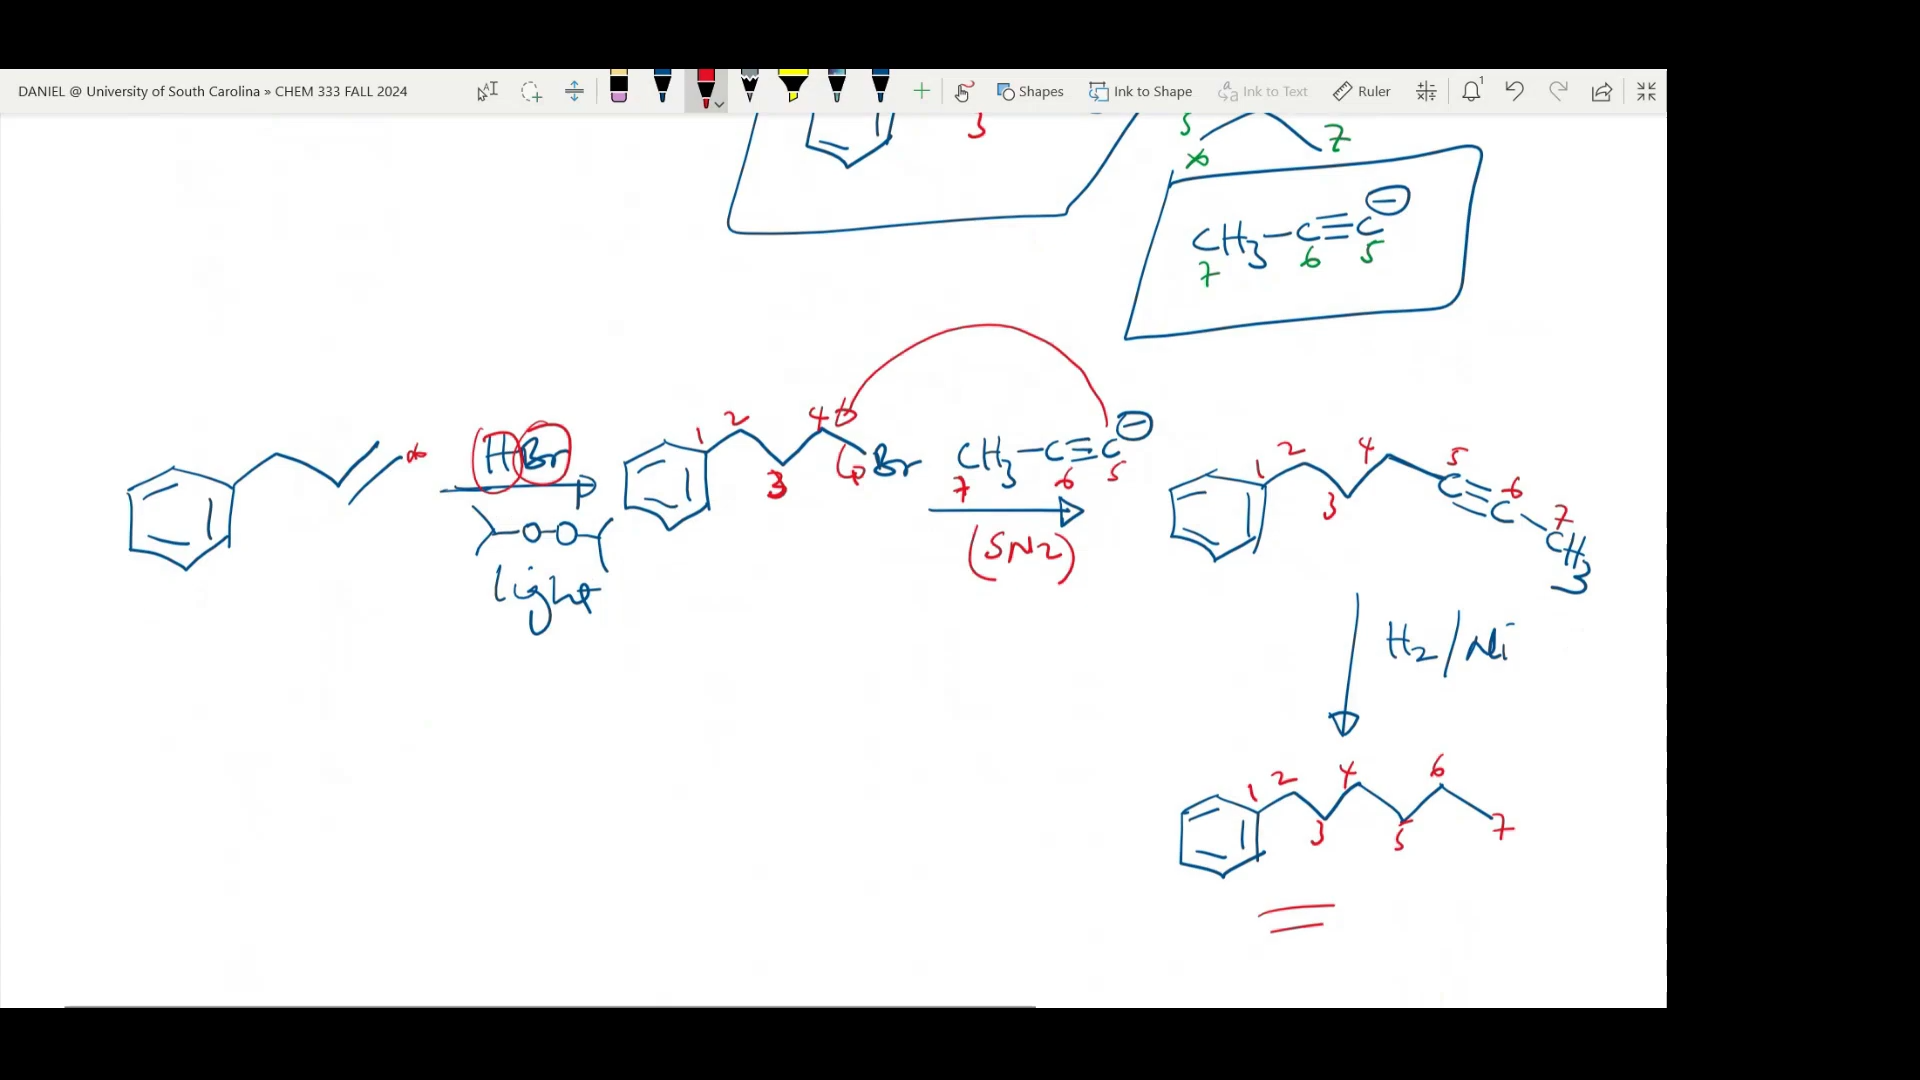 DANIEL @ University of South Carolina » CHEM 333 FALL 2024
Shapes
Ink to Shape
Ink to Text
Ruler
1
3
5
7
CH3-C≡C⊖
7 6 5
HBr
light
1 2 3 4
Br
CH3-C≡C⊖
7 6 5
(SN2)
1 2 3 4 5 6 7
C≡C
CH3
H2/Ni
1 2 3 4 5 6 7